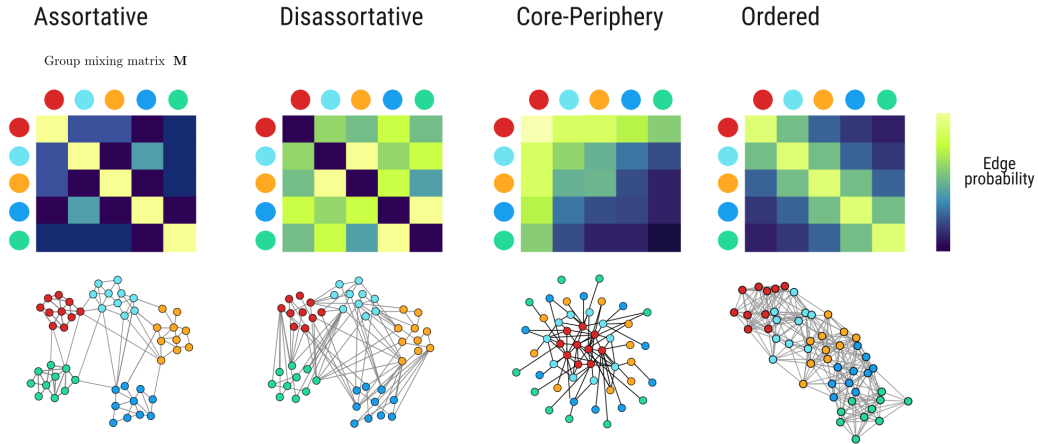 Assortative
Disassortative
Core-Periphery
Ordered
Group mixing matrix M
Edge
probability